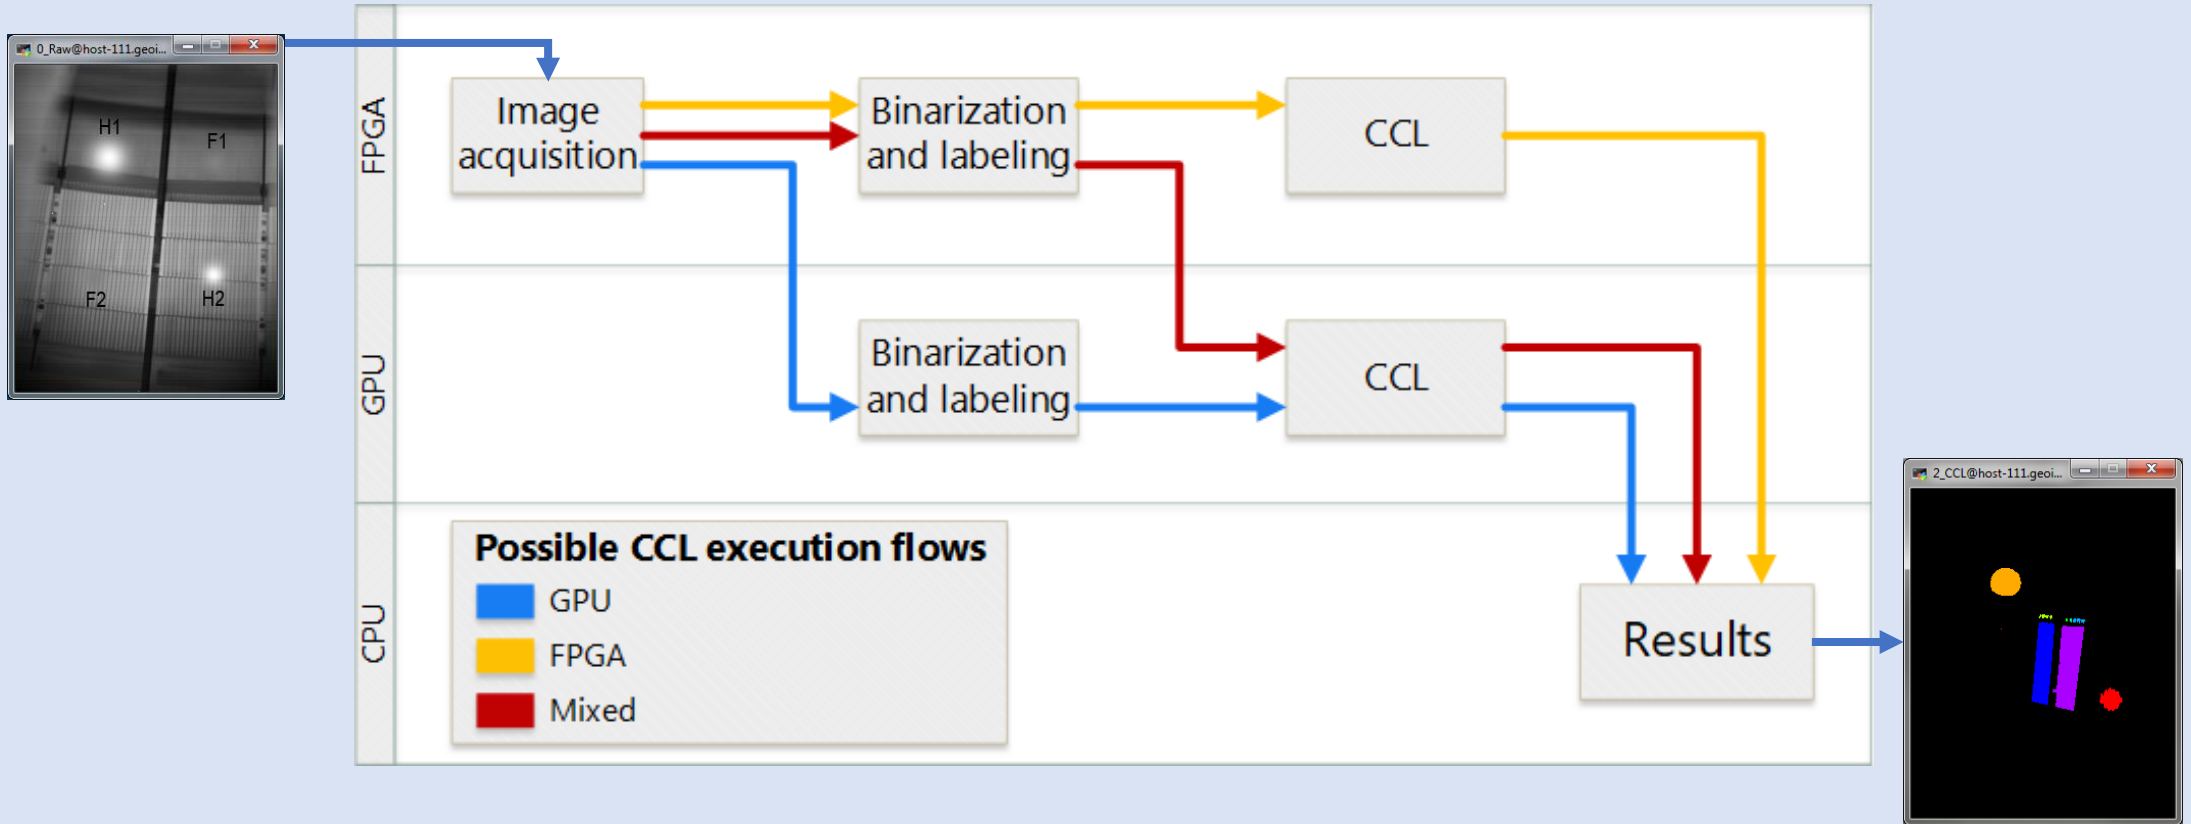 0_Raw@host-111.geoi...
H1
F1
F2
H2
FPGA
Image
acquisition
Binarization
and labeling
CCL
GPU
Binarization
and labeling
CCL
CPU
Possible CCL execution flows
GPU
FPGA
Mixed
Results
2_CCL@host-111.geoi...